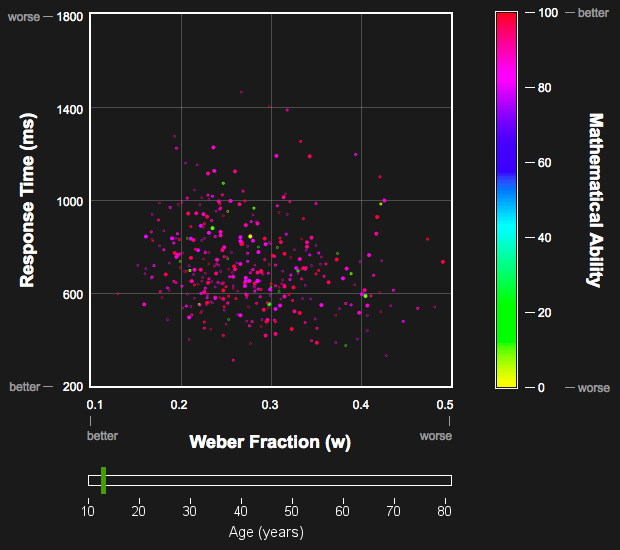 worse
1800
1400
1000
600
200
better
Response Time (ms)
0.1
0.2
0.3
0.4
0.5
better
worse
Weber Fraction (w)
10
20
30
40
50
60
70
80
Age (years)
100
better
80
60
40
20
0
worse
Mathematical Ability